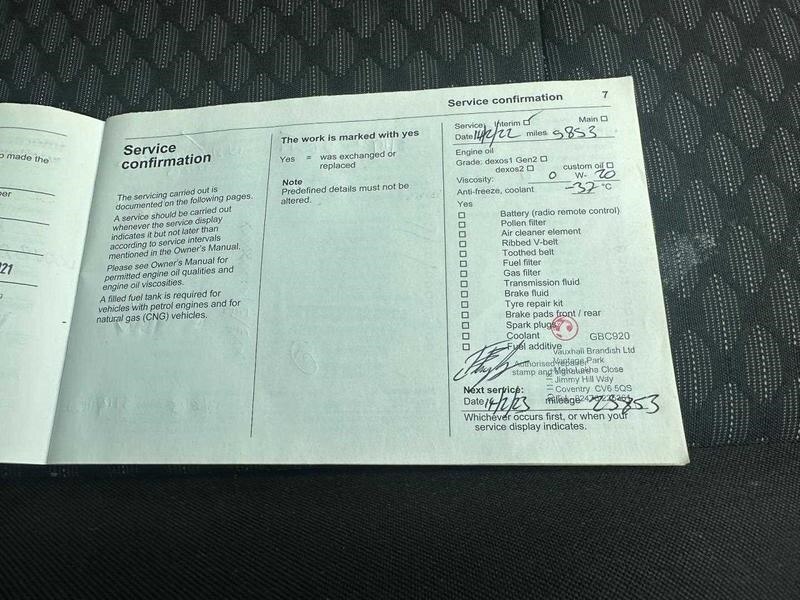 Service confirmation 7
o made the
er
21
Service
confirmation
The servicing carried out is
documented on the following pages.
A service should be carried out
whenever the service display
indicates it but not later than
according to service intervals
mentioned in the Owner's Manual.
Please see Owner's Manual for
permitted engine oil qualities and
engine oil viscosities.
A filled fuel tank is required for
vehicles with petrol engines and for
natural gas (CNG) vehicles.
The work is marked with yes
Yes = was exchanged or
replaced
Note
Predefined details must not be
altered.
Service: Interim Main
Date 14/2/22 miles 9853
Engine oil
Grade: dexos1 Gen2
dexos2 custom oil
Viscosity: 0 W- 20
Anti-freeze, coolant -37 °C
Yes
Battery (radio remote control)
Pollen filter
Air cleaner element
Ribbed V-belt
Toothed belt
Fuel filter
Gas filter
Transmission fluid
Brake fluid
Tyre repair kit
Brake pads front / rear
Spark plugs
Coolant GBC920
Fuel additive
Vauxhall Brandish Ltd
Authorised repairer
Vantage Park
stamp and signature
Close
Jimmy Hill Way
Next service:
Coventry CV6 5QS
Date 14/2/23 mileage 25853
Whichever occurs first, or when your
service display indicates.